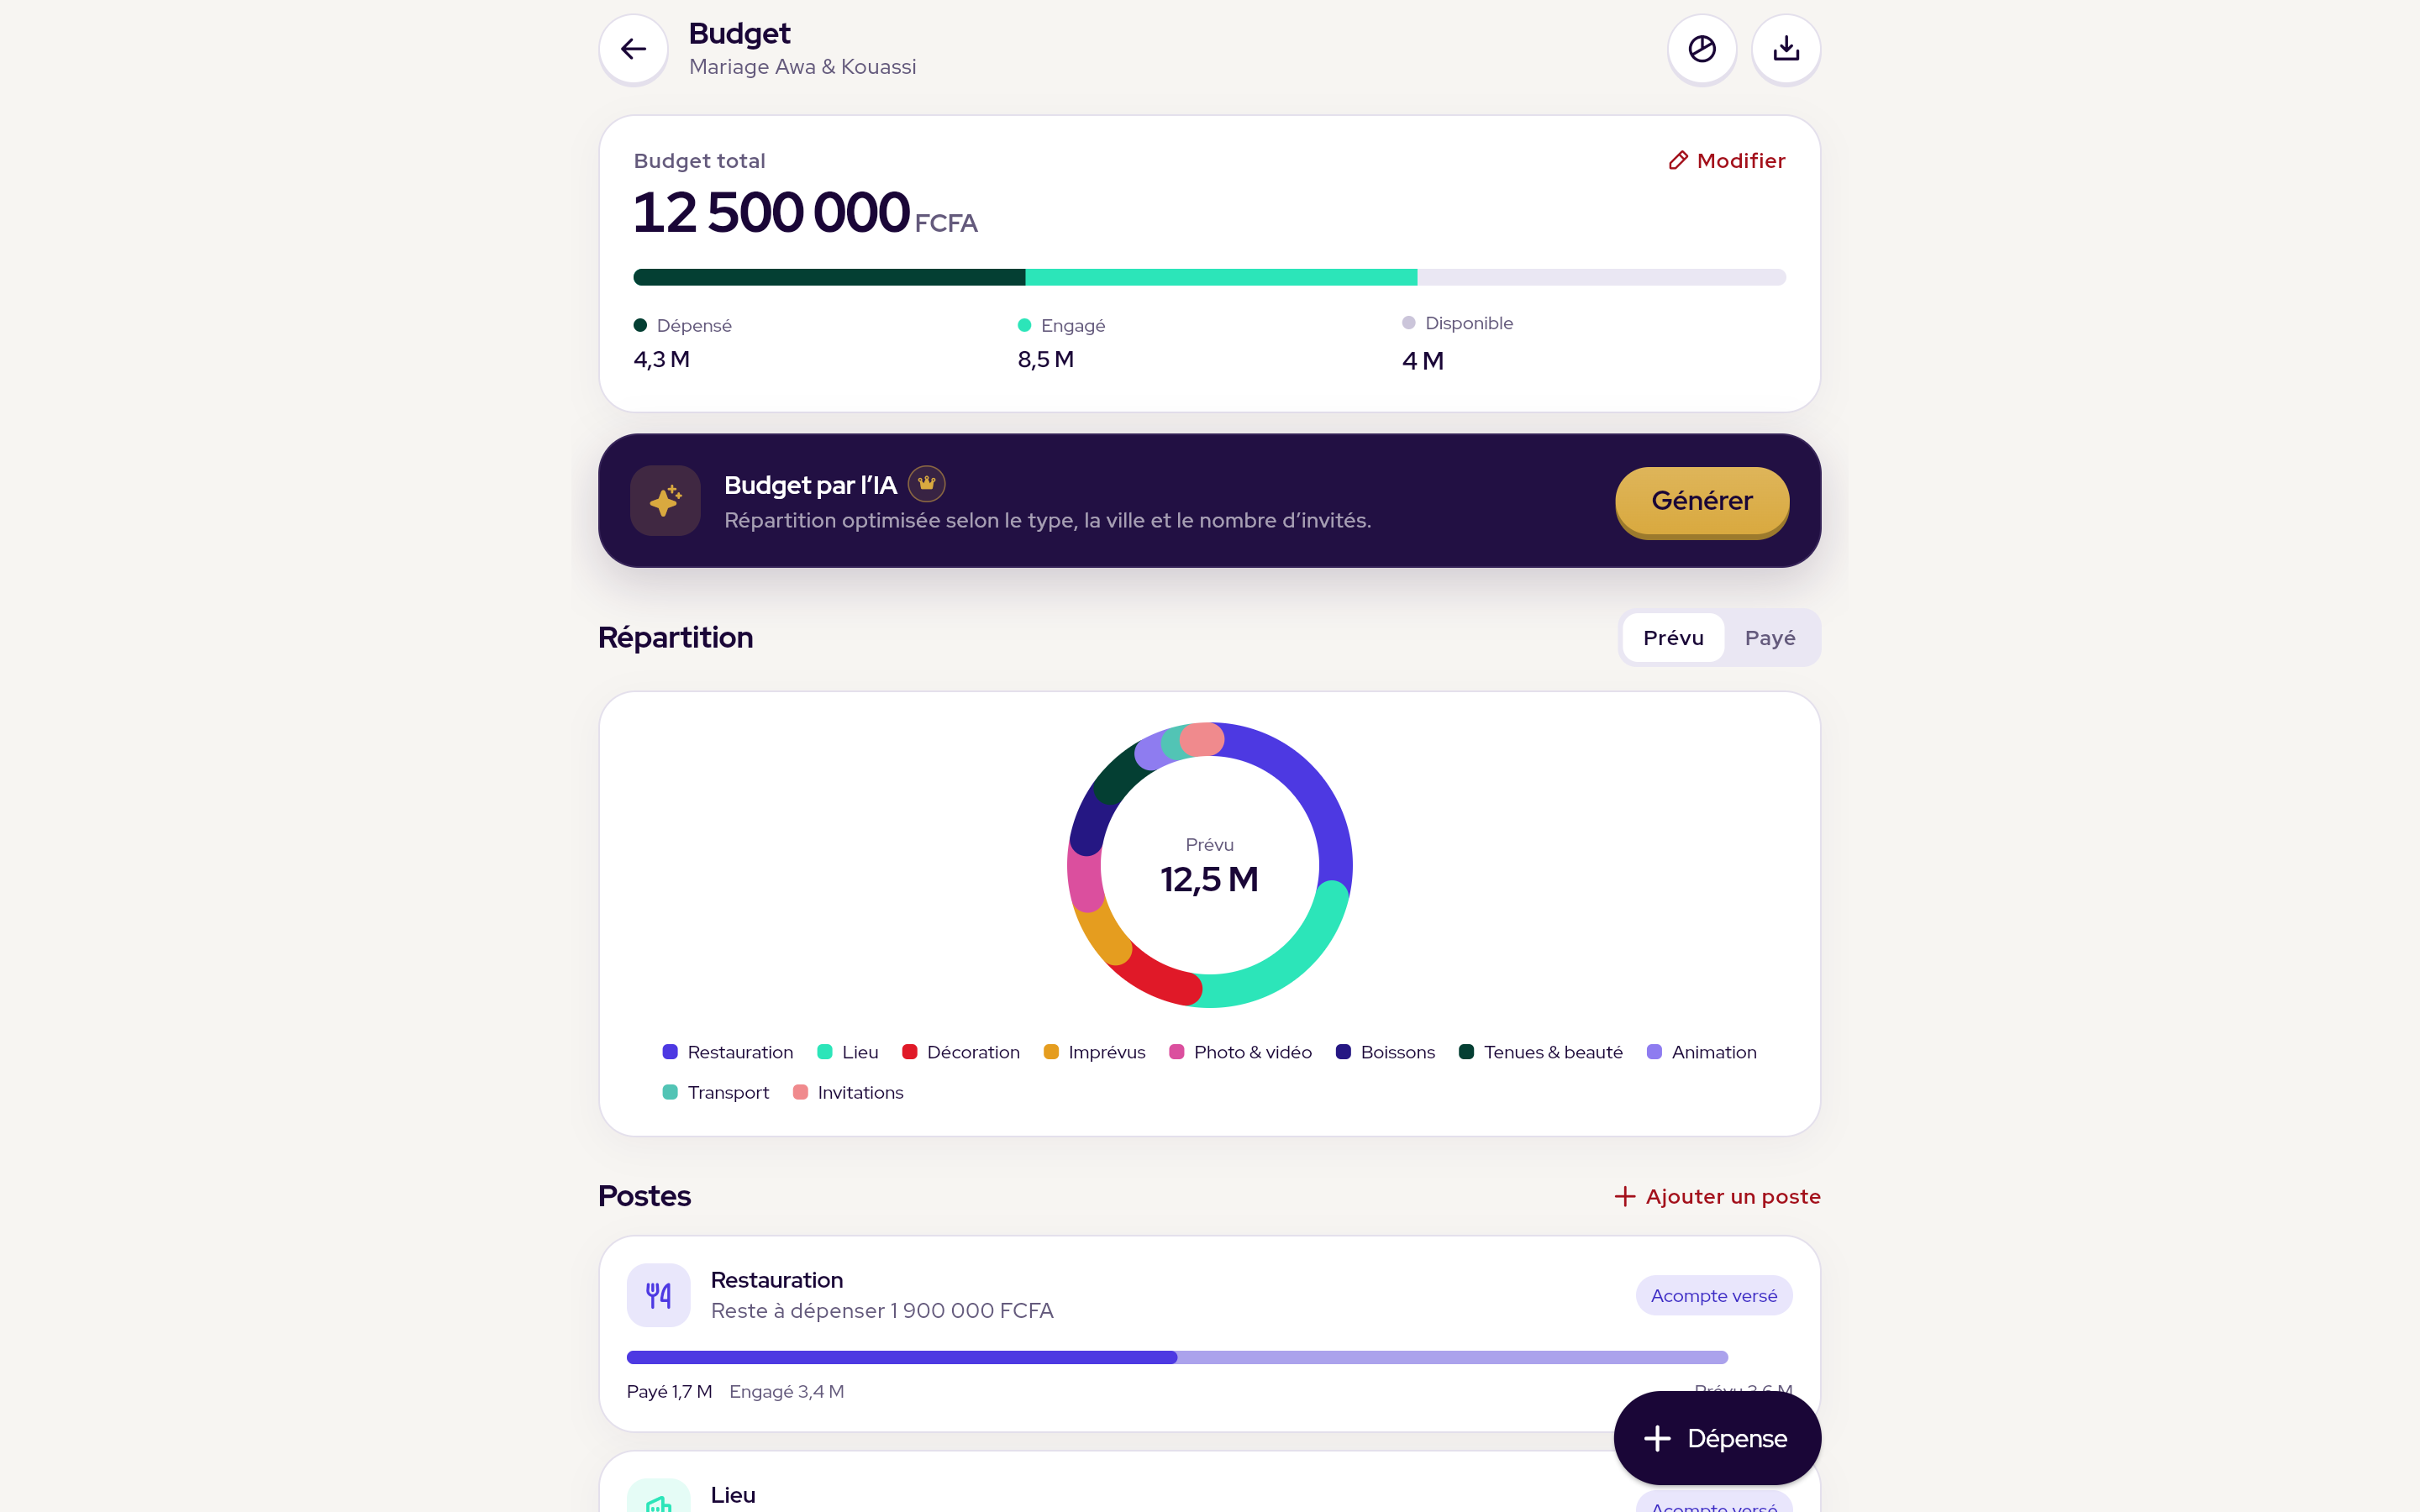 Budget
Mariage Awa & Kouassi
Budget total
Modifier
12 500 000 FCFA
Dépensé
Engagé
Disponible
4,3 M
8,5 M
4 M
Budget par l’IA
Répartition optimisée selon le type, la ville et le nombre d’invités.
Générer
Répartition
Prévu
Payé
Prévu
12,5 M
Restauration
Lieu
Décoration
Imprévus
Photo & vidéo
Boissons
Tenues & beauté
Animation
Transport
Invitations
Postes
Ajouter un poste
Restauration
Reste à dépenser 1 900 000 FCFA
Acompte versé
Payé 1,7 M
Engagé 3,4 M
Dépense
Lieu
Acompte versé